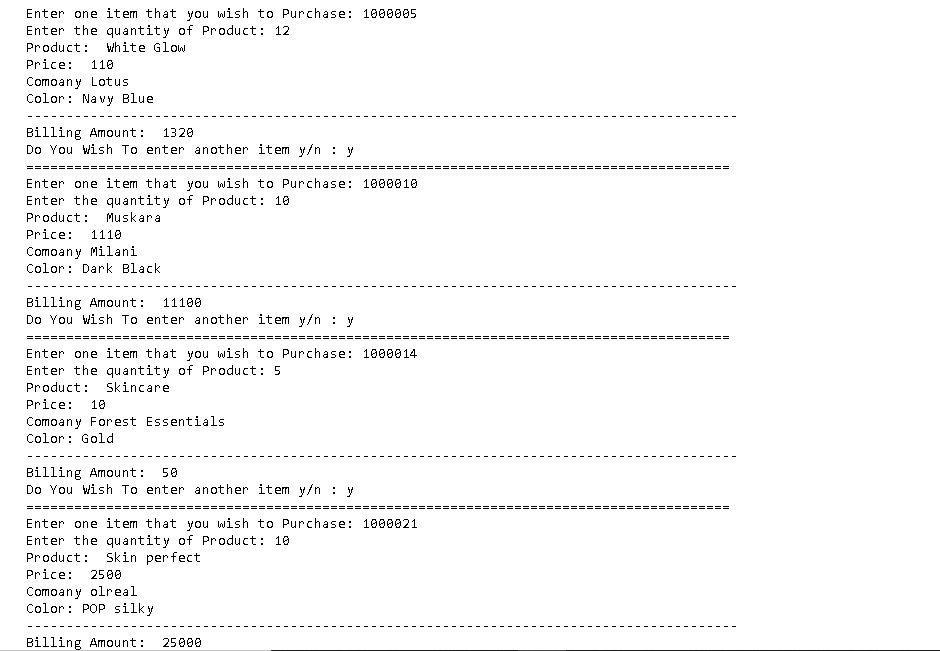 Enter one item that you wish to Purchase: 1000005
Enter the quantity of Product: 12
Product:  White Glow
Price:  110
Comoany Lotus
Color: Navy Blue
-----------------------------------------------------------------------------------------
Billing Amount:  1320
Do You Wish To enter another item y/n : y
========================================================================================
Enter one item that you wish to Purchase: 1000010
Enter the quantity of Product: 10
Product:  Muskara
Price:  1110
Comoany Milani
Color: Dark Black
-----------------------------------------------------------------------------------------
Billing Amount:  11100
Do You Wish To enter another item y/n : y
========================================================================================
Enter one item that you wish to Purchase: 1000014
Enter the quantity of Product: 5
Product:  Skincare
Price:  10
Comoany Forest Essentials
Color: Gold
-----------------------------------------------------------------------------------------
Billing Amount:  50
Do You Wish To enter another item y/n : y
========================================================================================
Enter one item that you wish to Purchase: 1000021
Enter the quantity of Product: 10
Product:  Skin perfect
Price:  2500
Comoany olreal
Color: POP silky
-----------------------------------------------------------------------------------------
Billing Amount:  25000